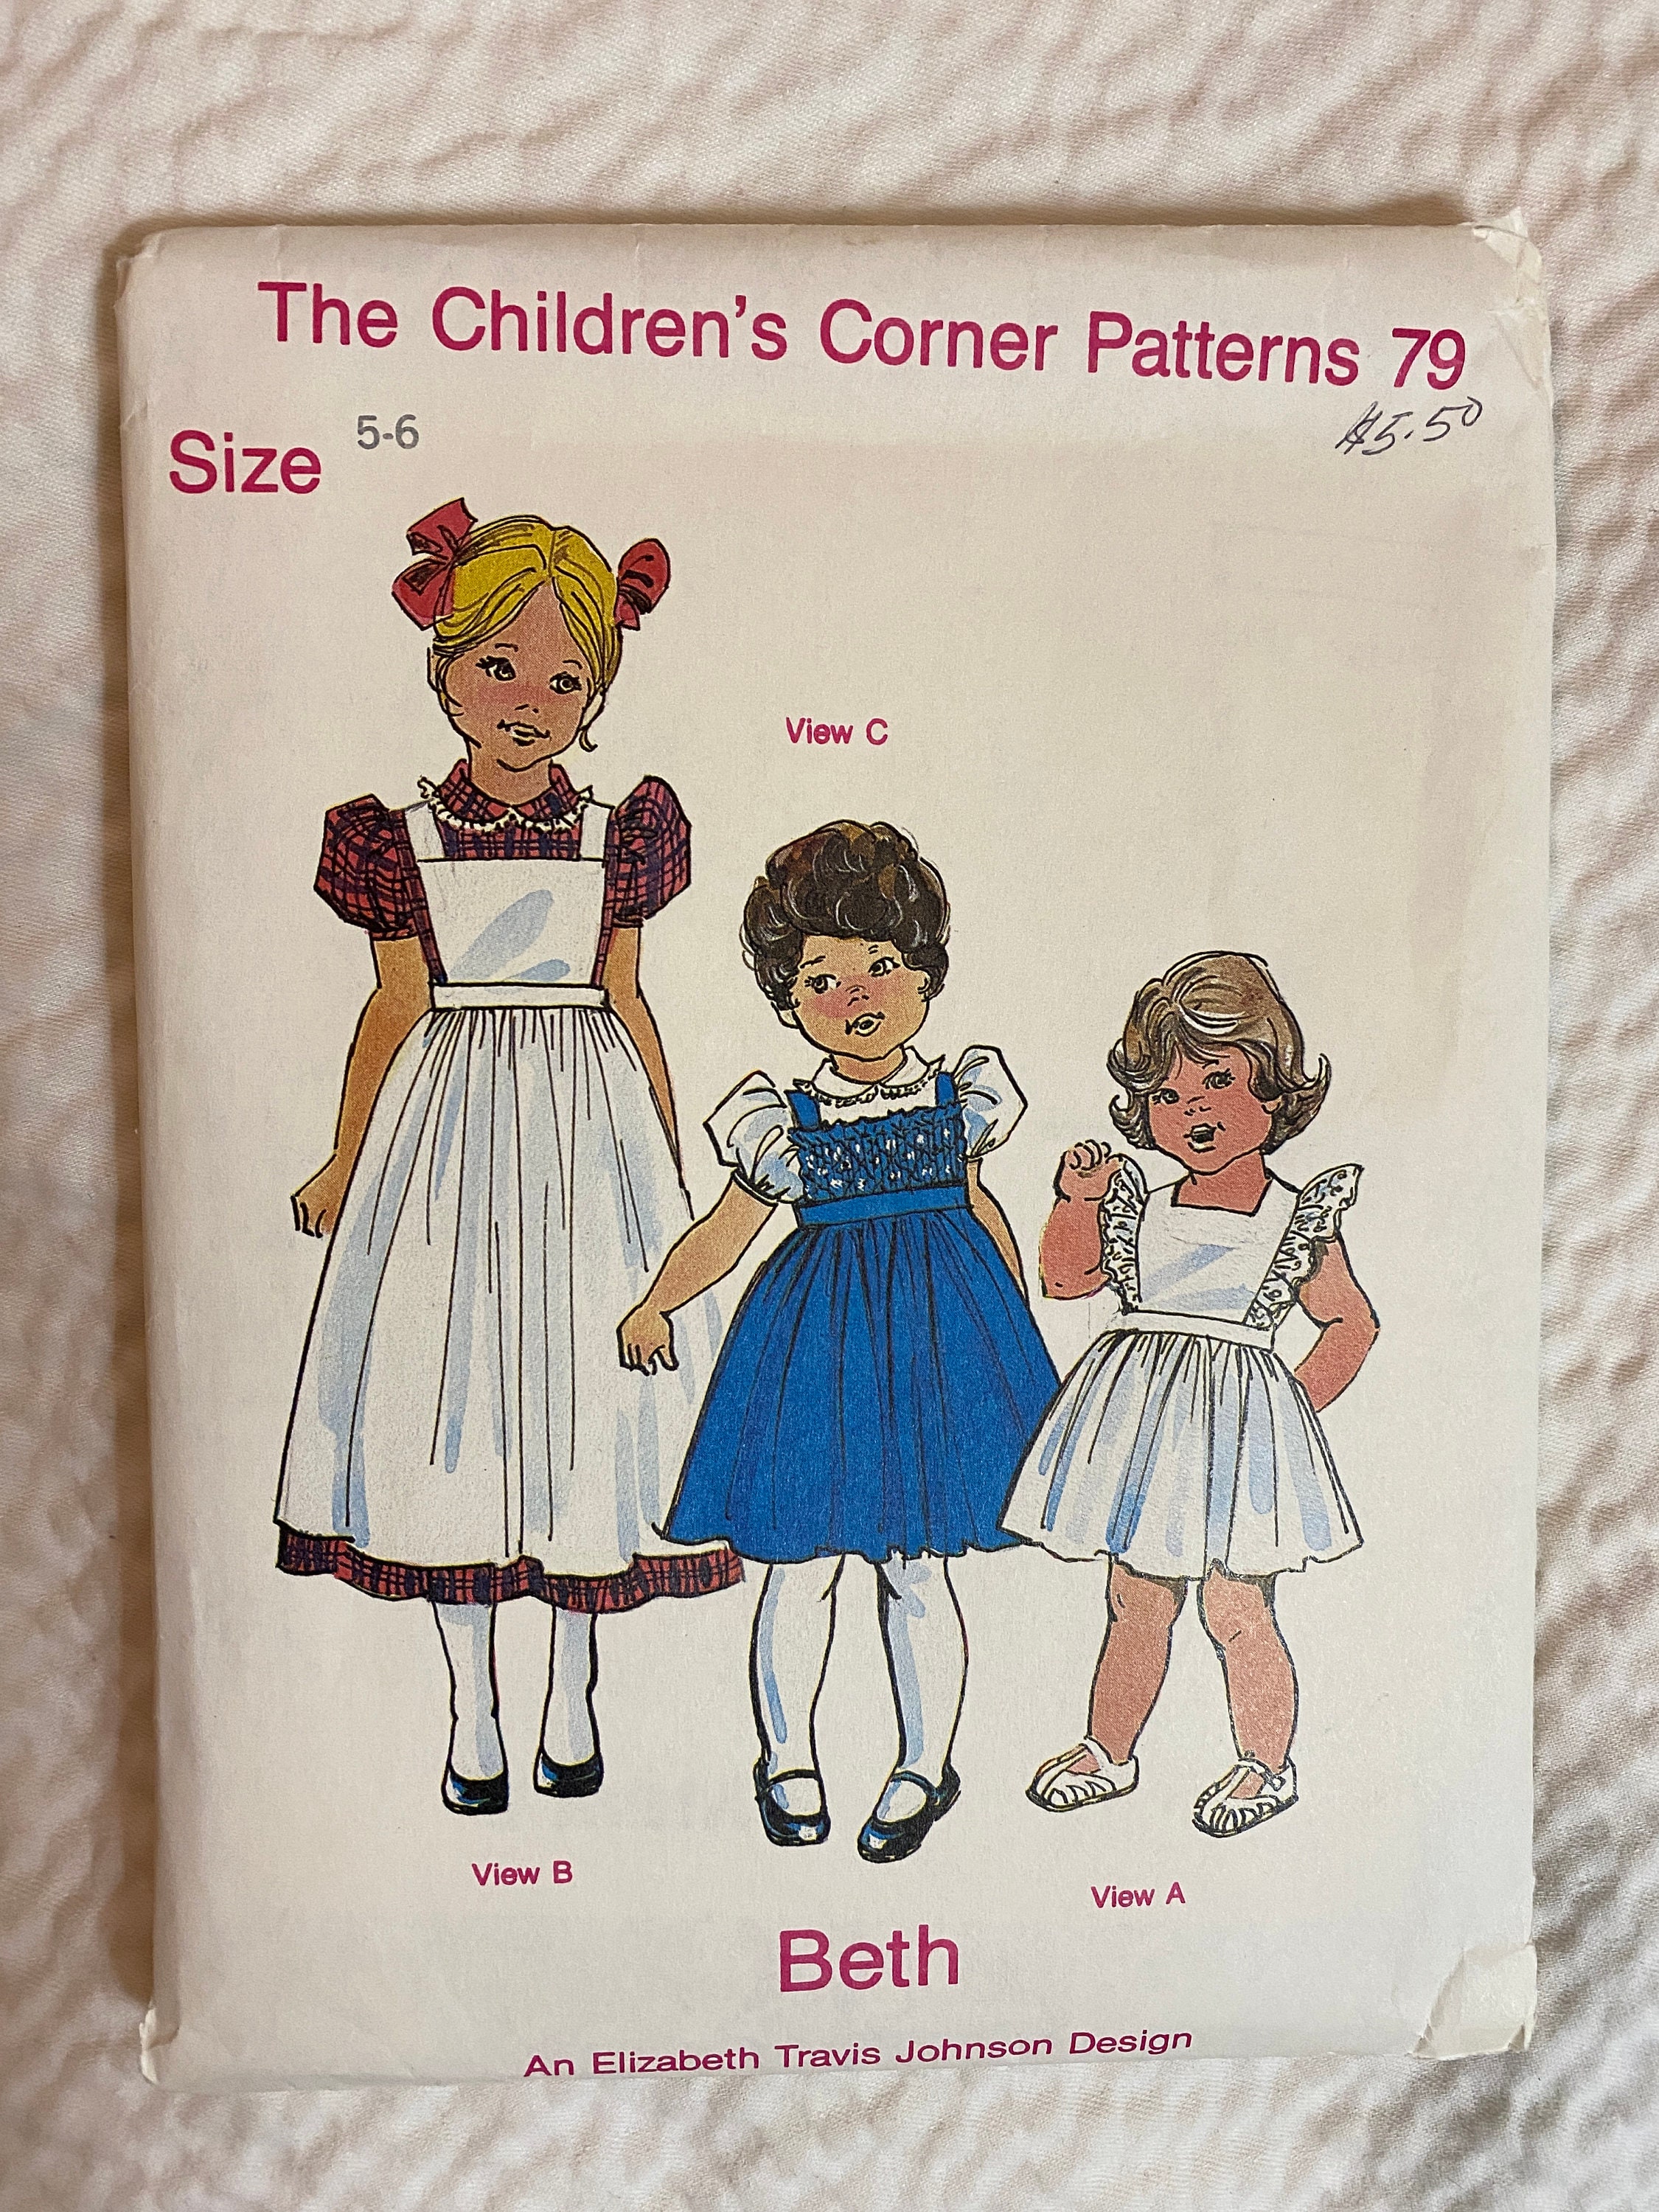 The Children's Corner Patterns 79
Size 5-6
$5.50
View C
View B
View A
Beth
An Elizabeth Travis Johnson Design